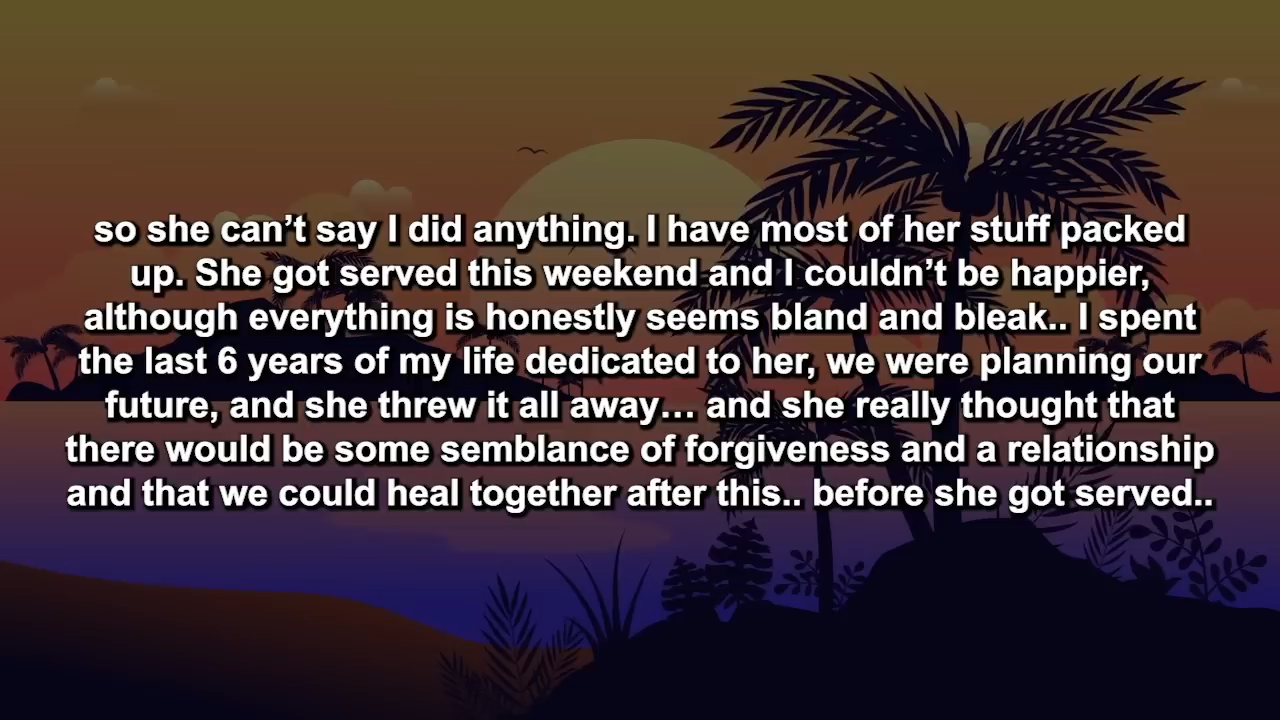 so she can’t say I did anything. I have most of her stuff packed
up. She got served this weekend and I couldn’t be happier,
although everything is honestly seems bland and bleak.. I spent
the last 6 years of my life dedicated to her, we were planning our
future, and she threw it all away… and she really thought that
there would be some semblance of forgiveness and a relationship
and that we could heal together after this.. before she got served..